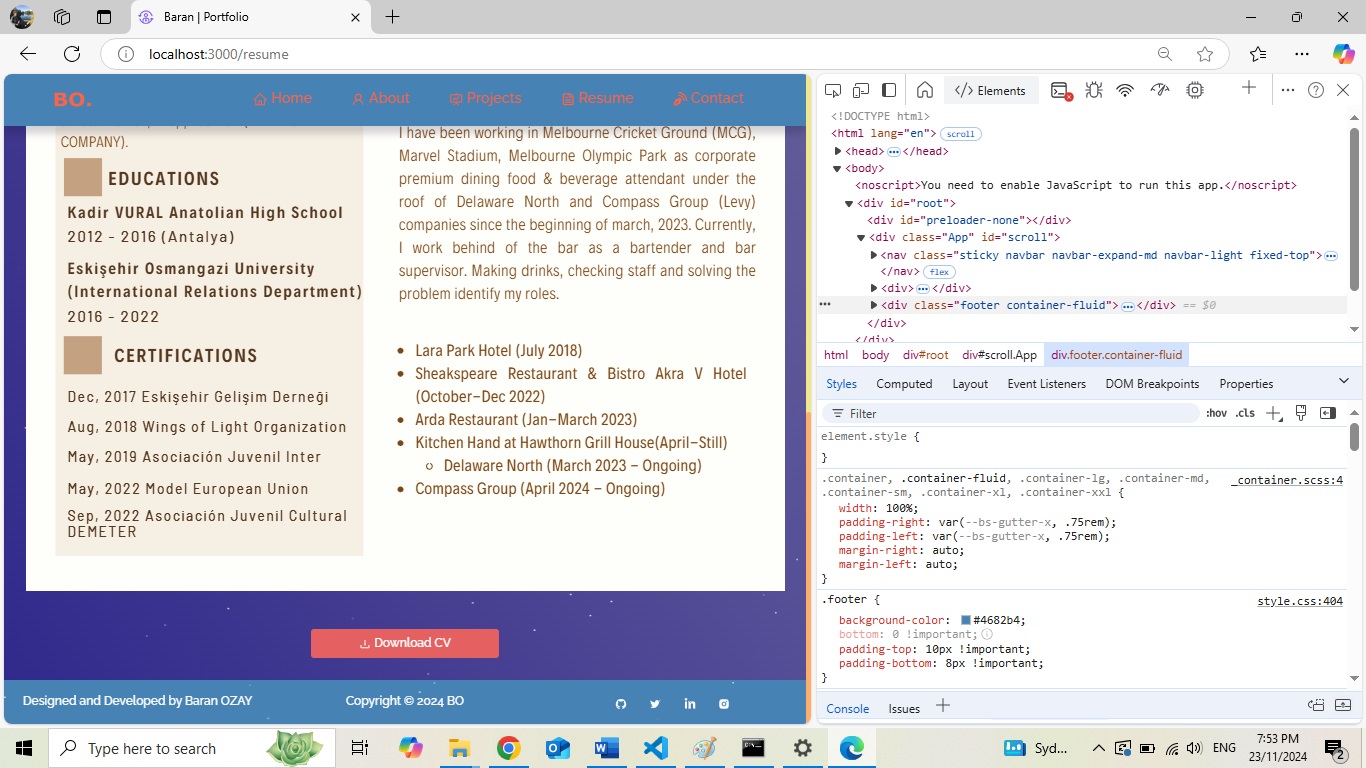 Baran | Portfolio
localhost:3000/resume
BO.
Home
About
Projects
Resume
Contact
COMPANY).
EDUCATIONS
Kadir VURAL Anatolian High School
2012 - 2016 (Antalya)
Eskişehir Osmangazi University
(International Relations Department)
2016 - 2022
CERTIFICATIONS
Dec, 2017 Eskişehir Gelişim Derneği
Aug, 2018 Wings of Light Organization
May, 2019 Asociación Juvenil Inter
May, 2022 Model European Union
Sep, 2022 Asociación Juvenil Cultural
DEMETER
I have been working in Melbourne Cricket Ground (MCG),
Marvel Stadium, Melbourne Olympic Park as corporate
premium dining food & beverage attendant under the
roof of Delaware North and Compass Group (Levy)
companies since the beginning of march, 2023. Currently,
I work behind of the bar as a bartender and bar
supervisor. Making drinks, checking staff and solving the
problem identify my roles.
• Lara Park Hotel (July 2018)
• Sheakspeare Restaurant & Bistro Akra V Hotel
(October–Dec 2022)
• Arda Restaurant (Jan–March 2023)
• Kitchen Hand at Hawthorn Grill House(April–Still)
o Delaware North (March 2023 – Ongoing)
• Compass Group (April 2024 – Ongoing)
Download CV
Designed and Developed by Baran OZAY
Copyright © 2024 BO
</> Elements
<!DOCTYPE html>
<html lang="en"> scroll
<head> ••• </head>
<body>
<noscript>You need to enable JavaScript to run this app.</noscript>
<div id="root">
<div id="preloader-none"></div>
<div class="App" id="scroll">
<nav class="sticky navbar navbar-expand-md navbar-light fixed-top"> •••
</nav> flex
<div> ••• </div>
••• <div class="footer container-fluid"> ••• </div> == $0
</div>
</div>
html body div#root div#scroll.App div.footer.container-fluid
Styles Computed Layout Event Listeners DOM Breakpoints Properties
Filter :hov .cls
element.style {
}
.container, .container-fluid, .container-lg, .container-md, _container.scss:4
.container-sm, .container-xl, .container-xxl {
width: 100%;
padding-right: var(--bs-gutter-x, .75rem);
padding-left: var(--bs-gutter-x, .75rem);
margin-right: auto;
margin-left: auto;
}
.footer { style.css:404
background-color: #4682b4;
bottom: 0 !important;
padding-top: 10px !important;
padding-bottom: 8px !important;
}
Console Issues
Type here to search
Syd...
ENG
7:53 PM
23/11/2024
2